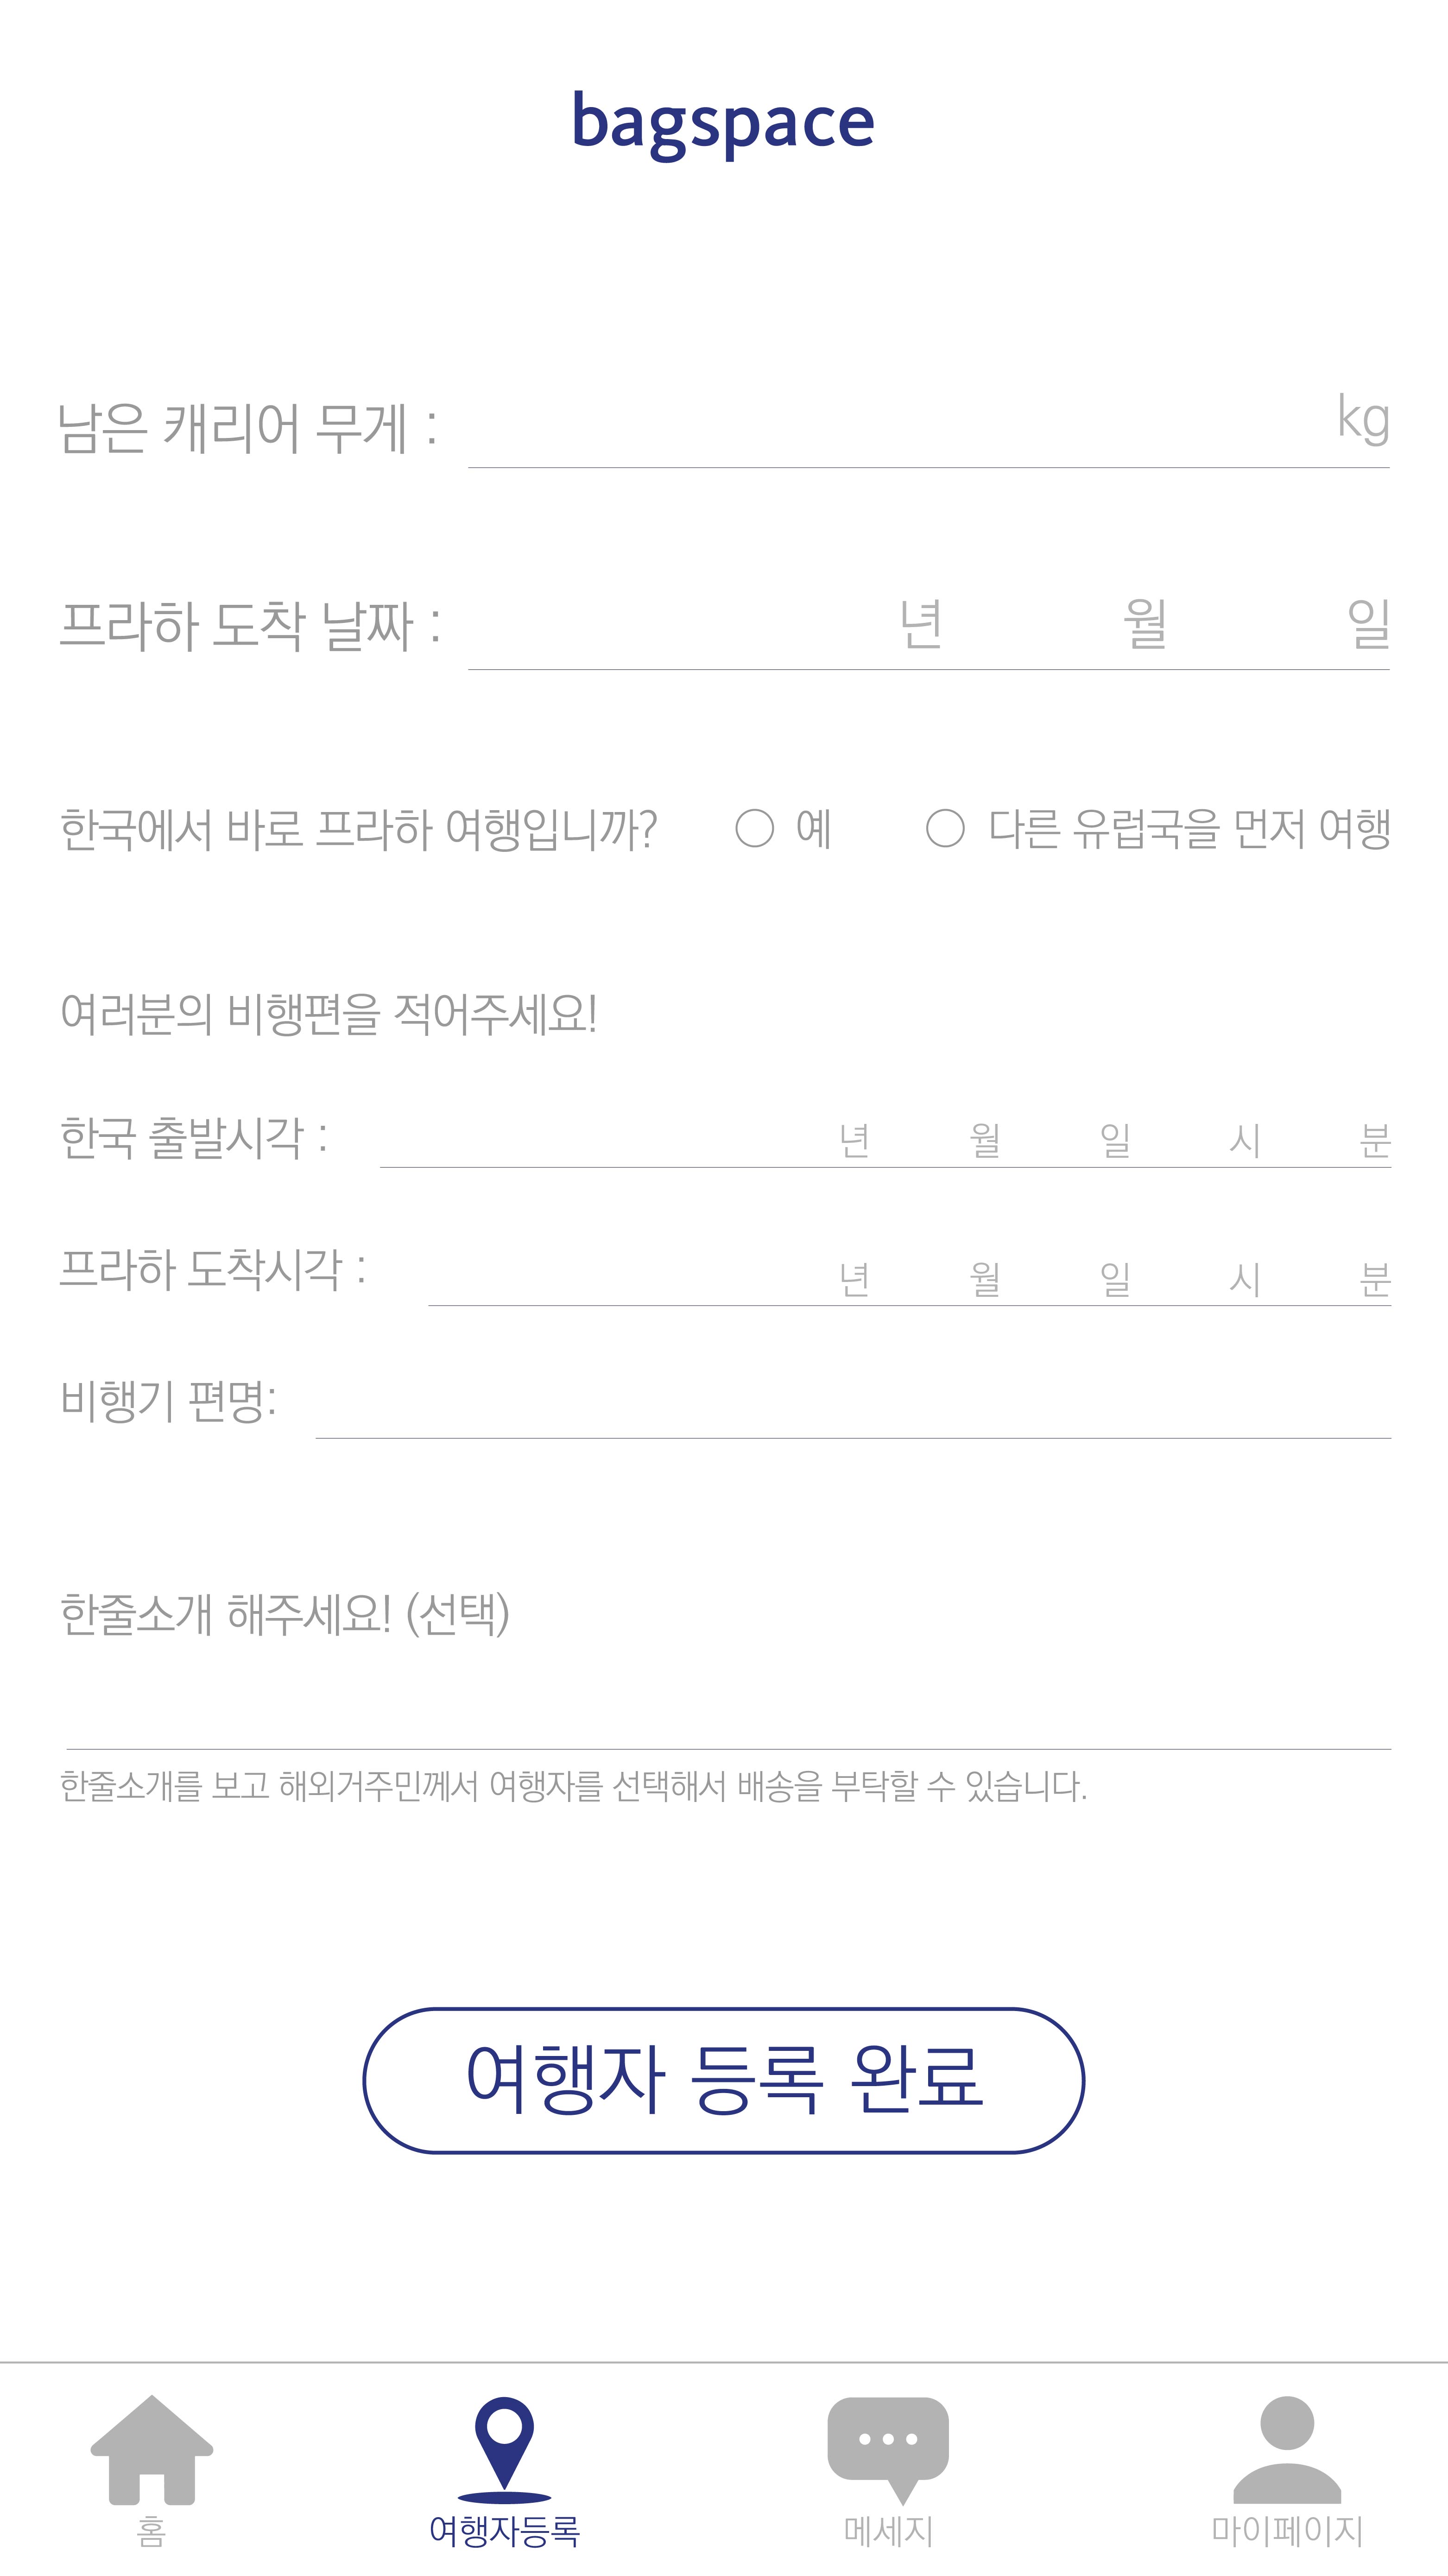 bagspace
남은 캐리어 무게 : kg
프라하 도착 날짜 : 년 월 일
한국에서 바로 프라하 여행입니까? 예 다른 유럽국을 먼저 여행
여러분의 비행편을 적어주세요!
한국 출발시각 : 년 월 일 시 분
프라하 도착시각 : 년 월 일 시 분
비행기 편명:
한줄소개 해주세요! (선택)
한줄소개를 보고 해외거주민께서 여행자를 선택해서 배송을 부탁할 수 있습니다.
여행자 등록 완료
홈 여행자등록 메세지 마이페이지